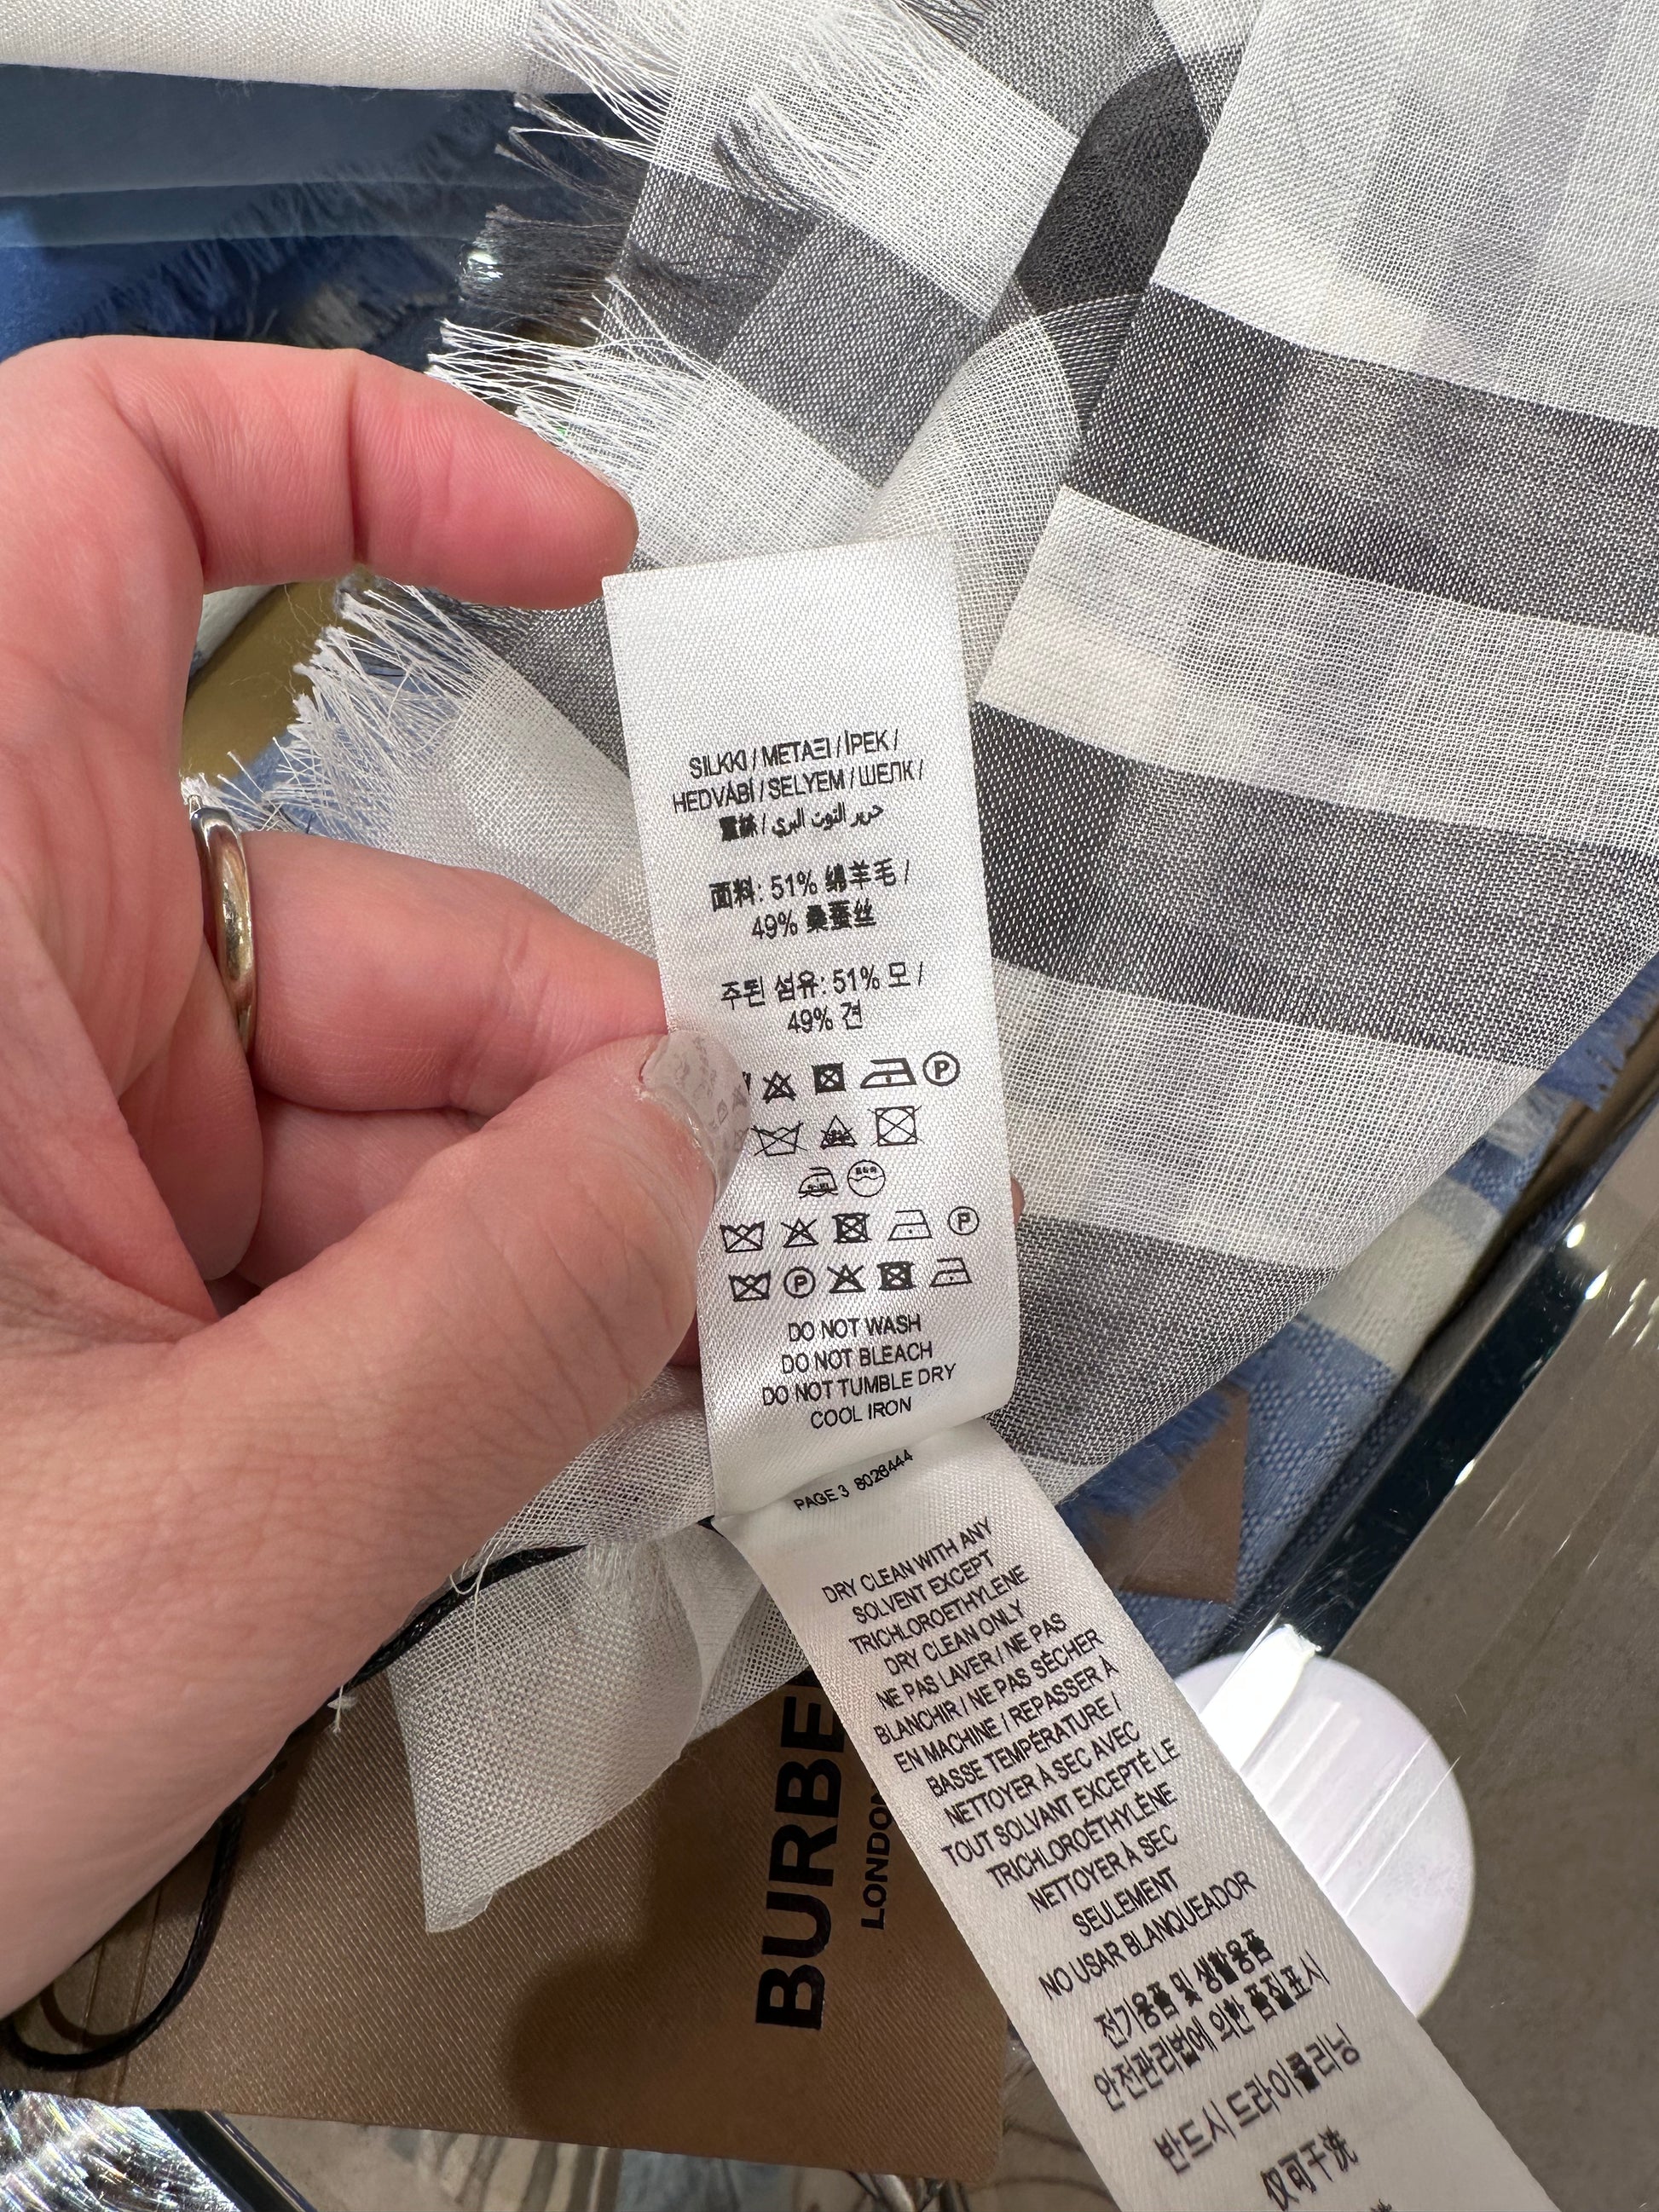 SILKKI / ΜΕΤΑΞΙ / İPEK /
HEDVÁBÍ / SELYEM / ШЕЛК /
蠶絲 / حرير التوت البري
面料: 51% 绵羊毛 /
49% 桑蚕丝
주된 섬유: 51% 모 /
49% 견
P
P
P
DO NOT WASH
DO NOT BLEACH
DO NOT TUMBLE DRY
COOL IRON
PAGE 3 8028444
DRY CLEAN WITH ANY
SOLVENT EXCEPT
TRICHLOROETHYLENE
DRY CLEAN ONLY
NE PAS LAVER / NE PAS
BLANCHIR / NE PAS SÉCHER
EN MACHINE / REPASSER À
BASSE TEMPÉRATURE /
NETTOYER À SEC AVEC
TOUT SOLVANT EXCEPTÉ LE
TRICHLOROÉTHYLÈNE
NETTOYER À SEC
SEULEMENT
NO USAR BLANQUEADOR
전기용품 및 생활용품
안전관리법에 의한 품질표시
반드시 드라이클리닝
仅可干洗
BURBE
LONDON